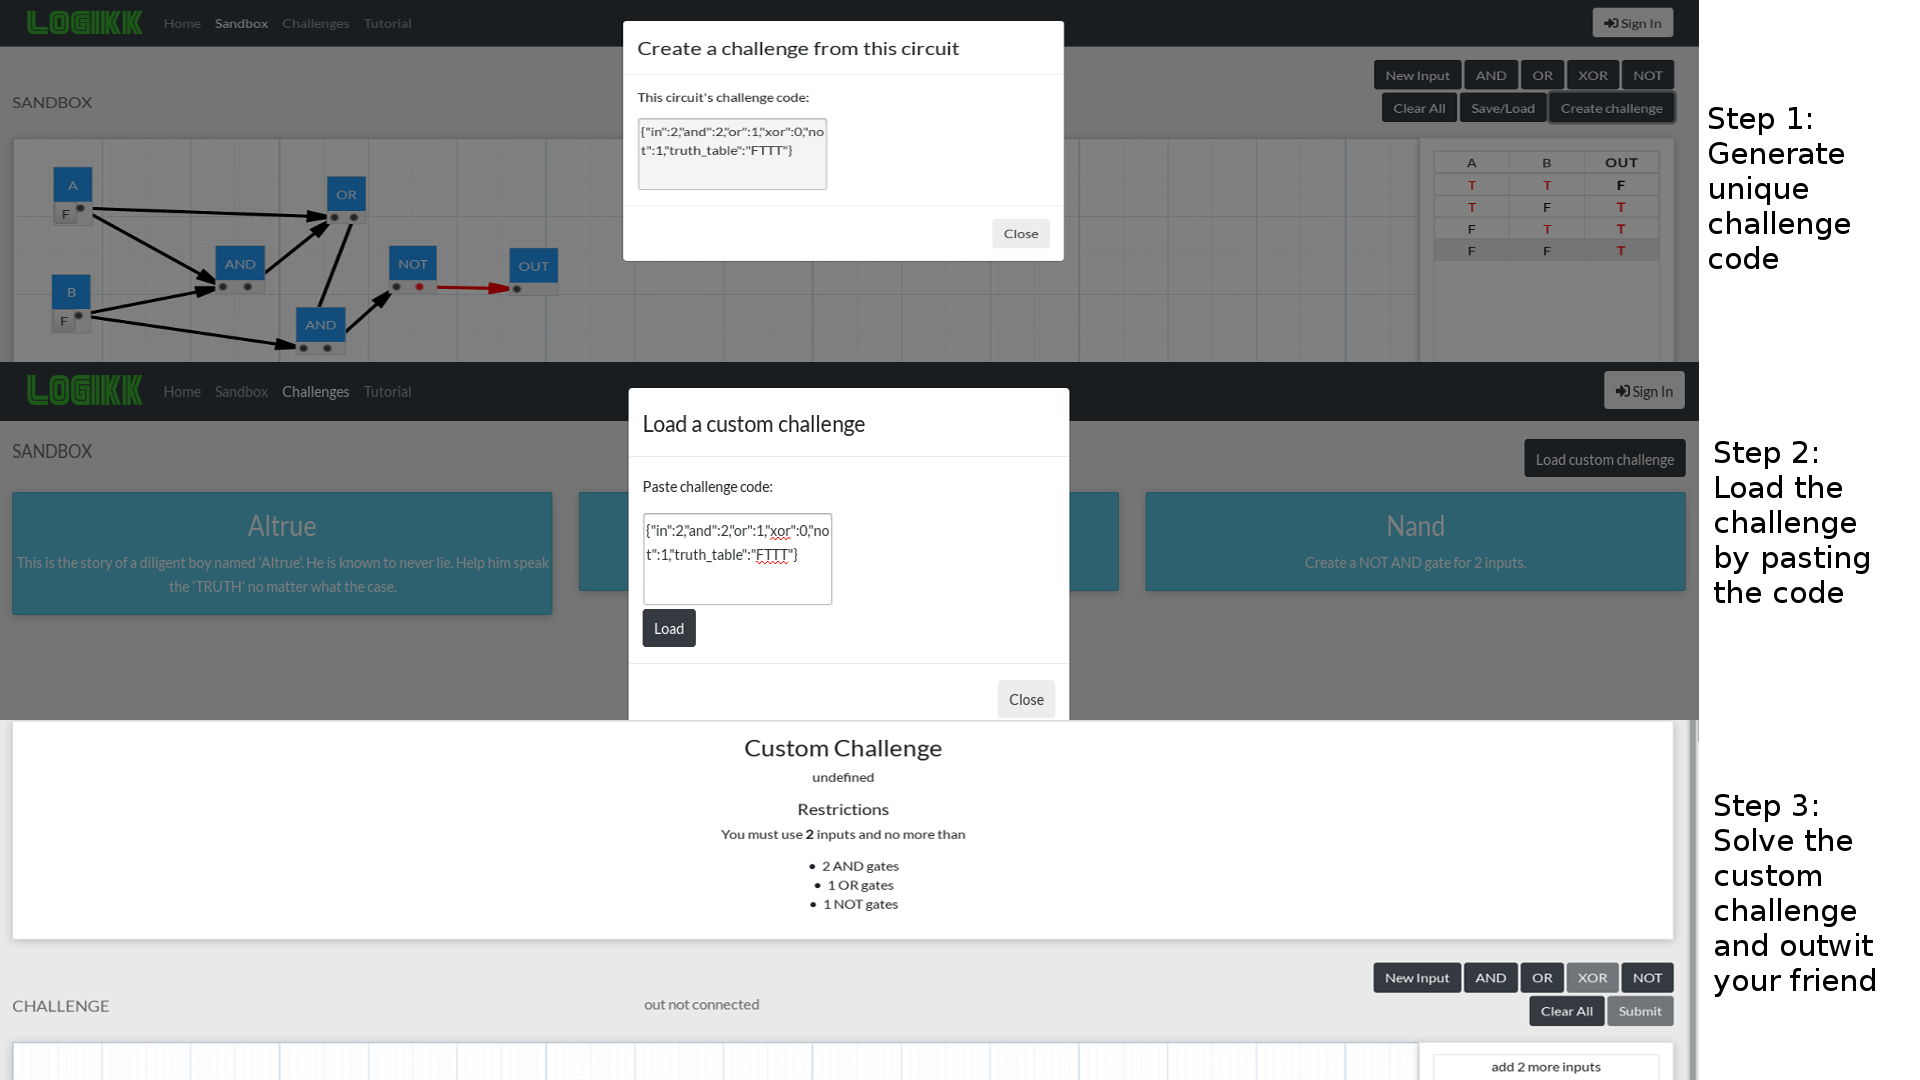 LOGIKK Home Sandbox Challenges Tutorial Sign In
Create a challenge from this circuit
This circuit's challenge code:
{"in":2,"and":2,"or":1,"xor":0,"no
t":1,"truth_table":"FTTT"}
Close
SANDBOX
New Input AND OR XOR NOT
Clear All Save/Load Create challenge
A
F
B
F
OR
AND
AND
NOT
OUT
A B OUT
T T F
T F T
F T T
F F T
Step 1:
Generate
unique
challenge
code
LOGIKK Home Sandbox Challenges Tutorial Sign In
Load a custom challenge
Paste challenge code:
{"in":2,"and":2,"or":1,"xor":0,"no
t":1,"truth_table":"FTTT"}
Load
Close
SANDBOX
Load custom challenge
Altrue
This is the story of a diligent boy named 'Altrue'. He is known to never lie. Help him speak
the 'TRUTH' no matter what the case.
Nand
Create a NOT AND gate for 2 inputs.
Step 2:
Load the
challenge
by pasting
the code
Custom Challenge
undefined
Restrictions
You must use 2 inputs and no more than
• 2 AND gates
• 1 OR gates
• 1 NOT gates
CHALLENGE
out not connected
New Input AND OR XOR NOT
Clear All Submit
add 2 more inputs
Step 3:
Solve the
custom
challenge
and outwit
your friend